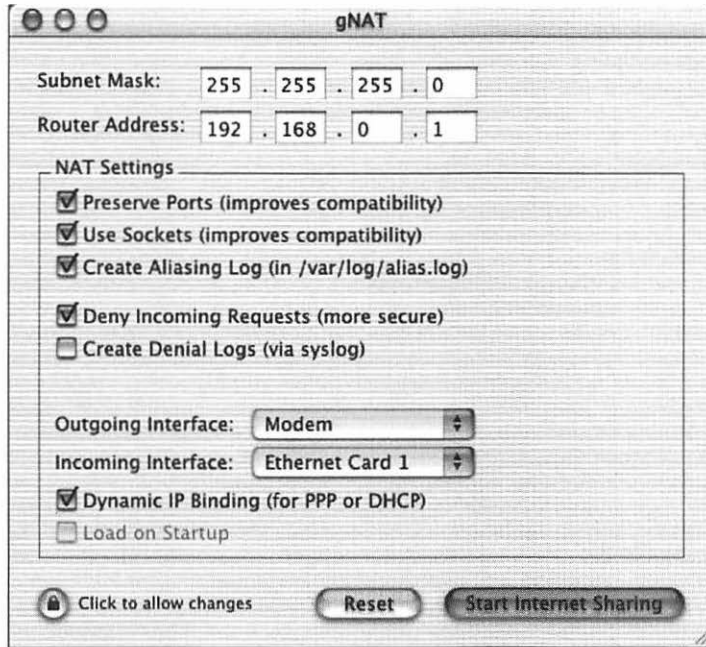 gNAT
Subnet Mask: 255 . 255 . 255 . 0
Router Address: 192 . 168 . 0 . 1
NAT Settings
Preserve Ports (improves compatibility)
Use Sockets (improves compatibility)
Create Aliasing Log (in /var/log/alias.log)
Deny Incoming Requests (more secure)
Create Denial Logs (via syslog)
Outgoing Interface: Modem
Incoming Interface: Ethernet Card 1
Dynamic IP Binding (for PPP or DHCP)
Load on Startup
Click to allow changes Reset Start Internet Sharing